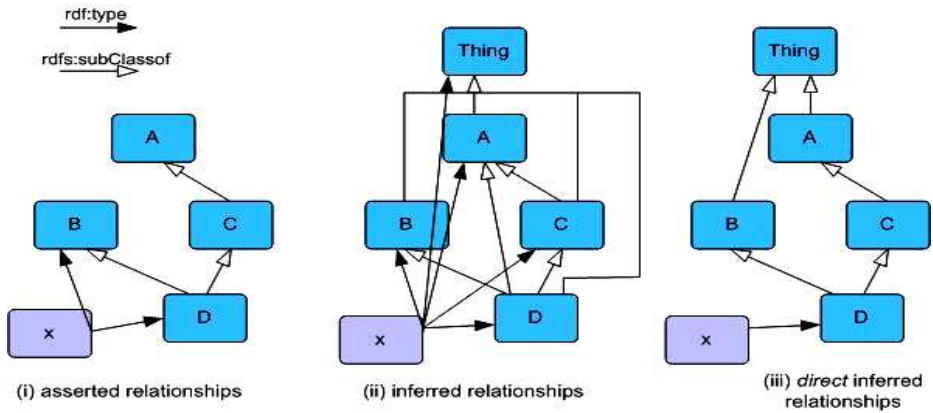 rdf:type
rdfs:subClassof
A
B
C
D
x
(i) asserted relationships
Thing
A
B
C
D
x
(ii) inferred relationships
Thing
A
B
C
D
x
(iii) direct inferred
relationships